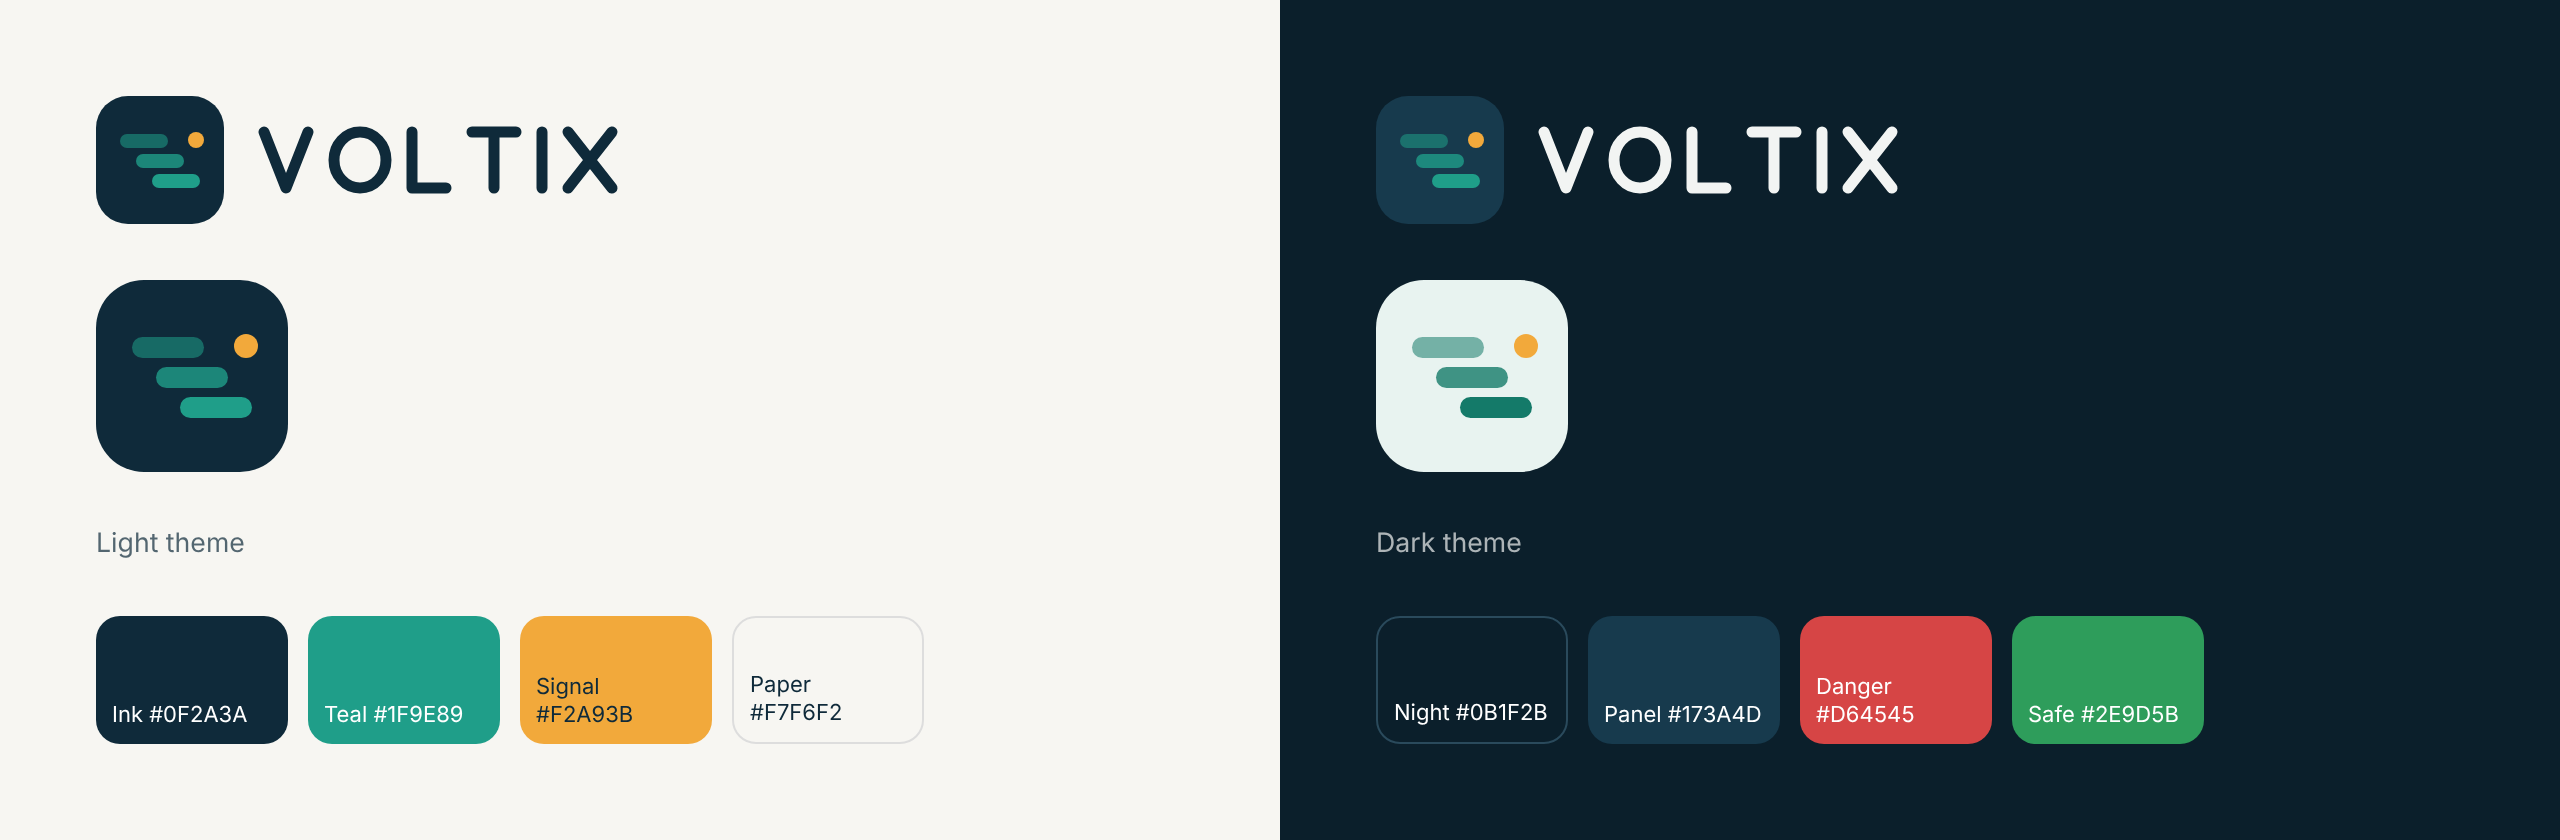 VOLTIX
Light theme
Ink #0F2A3A
Teal #1F9E89
Signal
#F2A93B
Paper
#F7F6F2
VOLTIX
Dark theme
Night #0B1F2B
Panel #173A4D
Danger
#D64545
Safe #2E9D5B